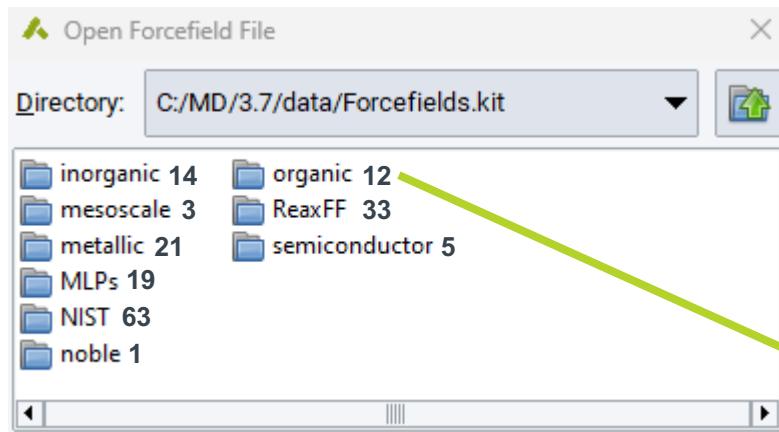 Open Forcefield File
Directory: C:/MD/3.7/data/Forcefields.kit
inorganic 14 organic 12
mesoscale 3 ReaxFF 33
metallic 21 semiconductor 5
MLPs 19
NIST 63
noble 1